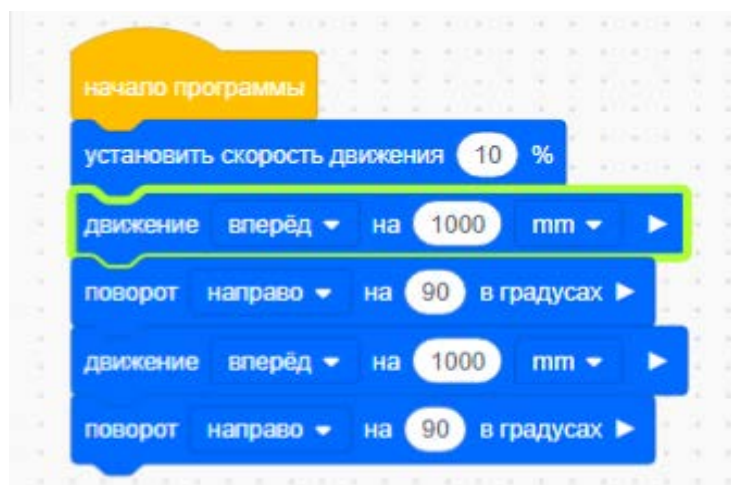 начало программы
установить скорость движения 10 %
движение вперёд на 1000 mm
поворот направо на 90 в градусах
движение вперёд на 1000 mm
поворот направо на 90 в градусах